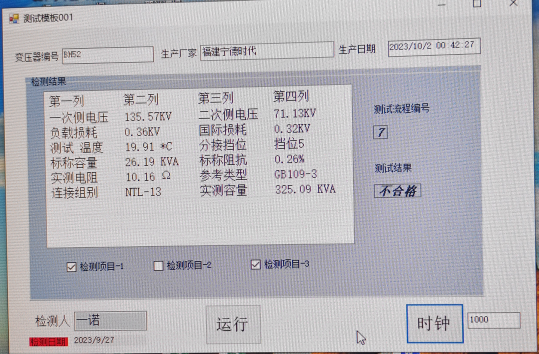 测试模板001
变压器编号 BH52 生产厂家 福建宁德时代 生产日期 2023/10/2 00:42:27
检测结果
第一列 第二列 第三列 第四列
一次侧电压 135.57KV 二次侧电压 71.13KV
负载损耗 0.36KV 国际损耗 0.32KV
测试 温度 19.91 *C 分接挡位 挡位5
标称容量 26.19 KVA 标称阻抗 0.26%
实测电阻 10.16 Ω 参考类型 GB109-3
连接组别 NTL-13 实测容量 325.09 KVA
测试流程编号
7
测试结果
不合格
检测项目-1 检测项目-2 检测项目-3
检测人 一诺 运行 时钟 1000
检测日期 2023/9/27